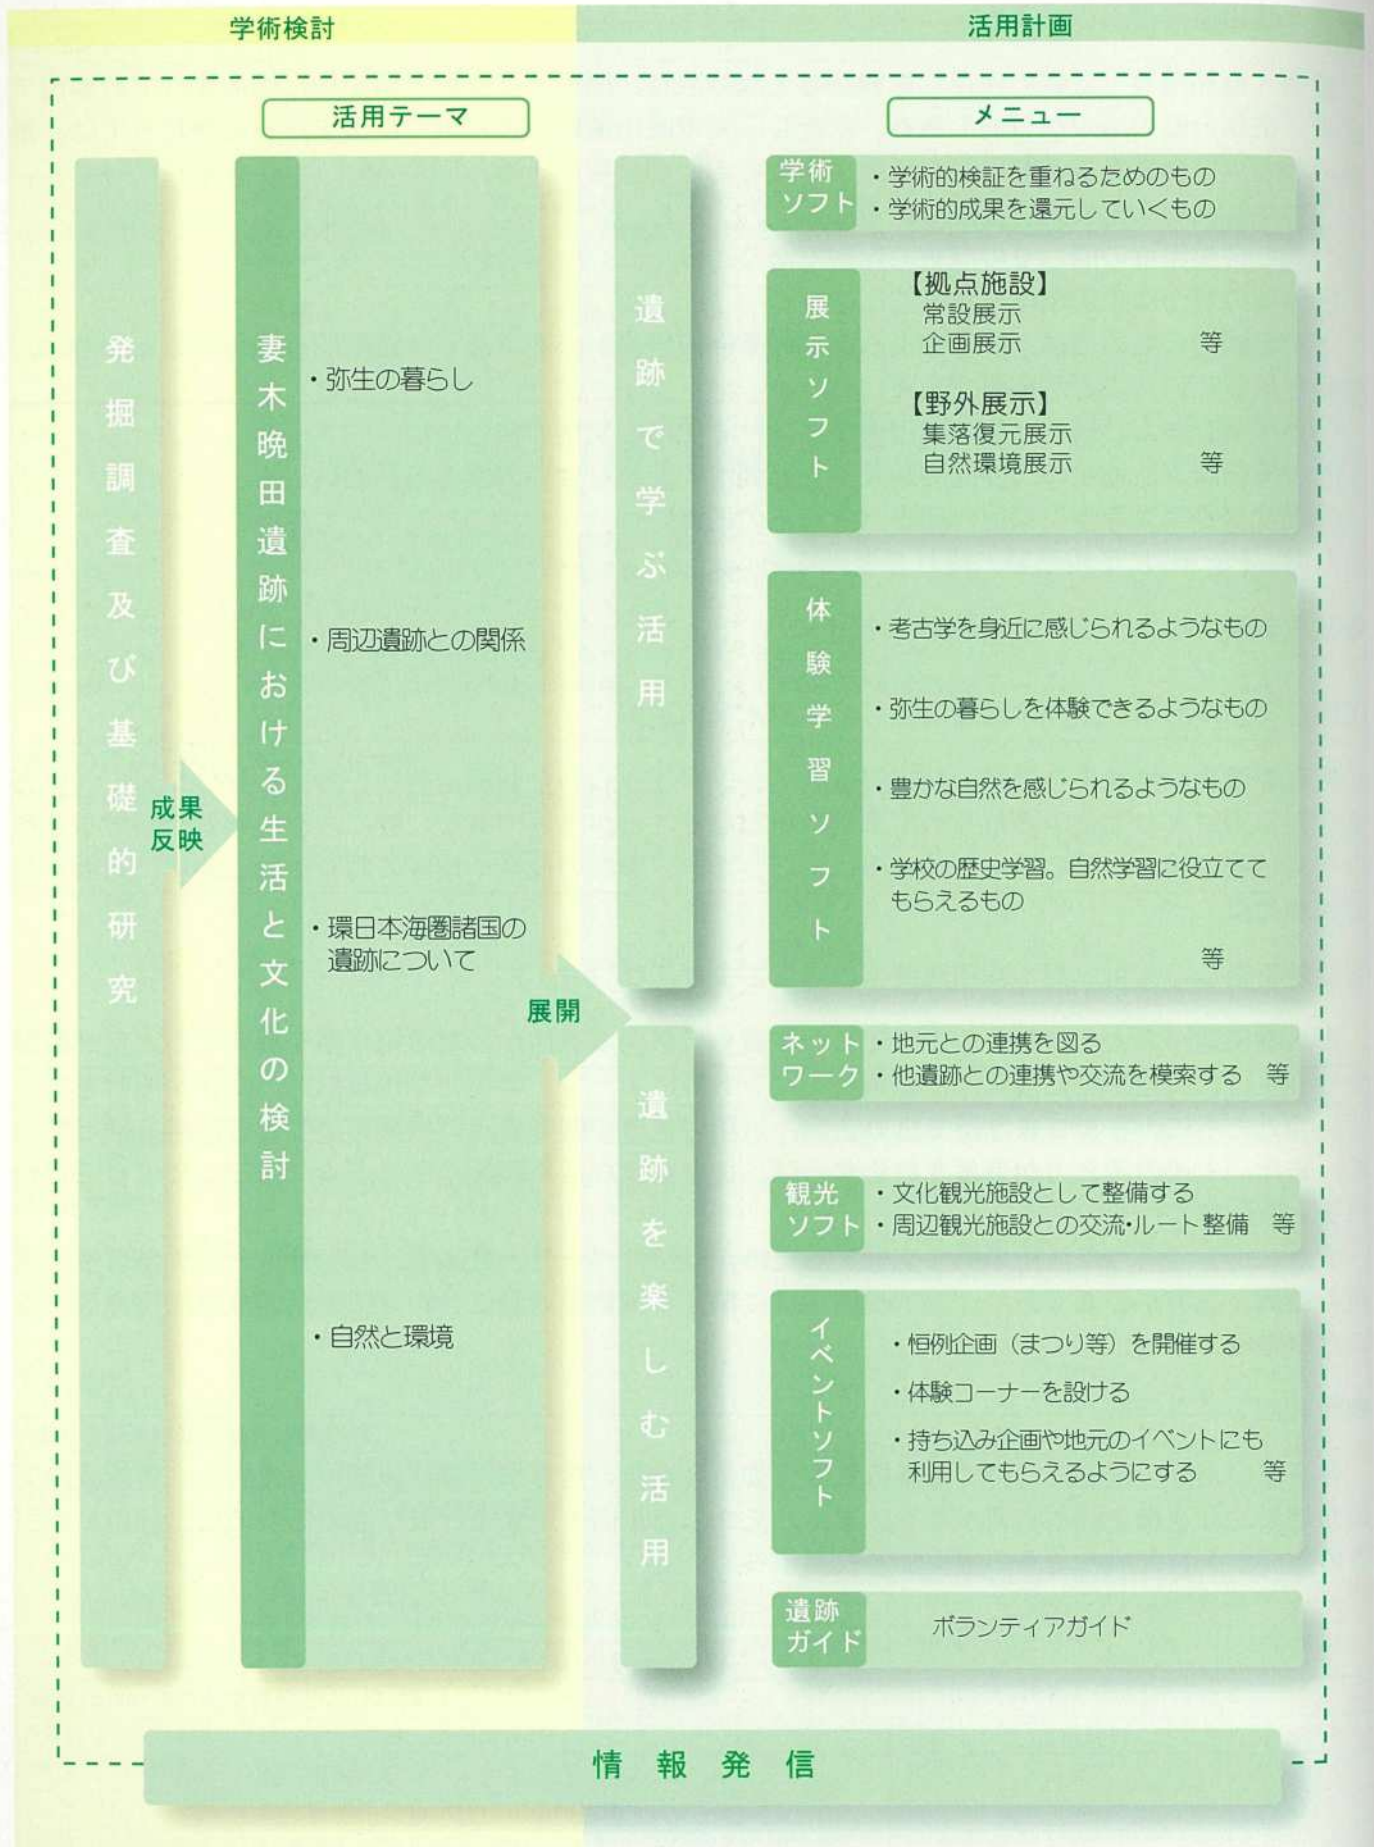 学術検討
活用計画
活用テーマ
メニュー
発掘調査及び基礎的研究
成果
反映
妻木晩田遺跡における生活と文化の検討
・弥生の暮らし
・周辺遺跡との関係
・環日本海圏諸国の
遺跡について
・自然と環境
展開
遺跡で学ぶ活用
遺跡を楽しむ活用
学術
ソフト
・学術的検証を重ねるためのもの
・学術的成果を還元していくもの
展示ソフト
【拠点施設】
常設展示
企画展示 等
【野外展示】
集落復元展示
自然環境展示 等
体験学習ソフト
・考古学を身近に感じられるようなもの
・弥生の暮らしを体験できるようなもの
・豊かな自然を感じられるようなもの
・学校の歴史学習。自然学習に役立てて
もらえるもの
等
ネット
ワーク
・地元との連携を図る
・他遺跡との連携や交流を模索する 等
観光
ソフト
・文化観光施設として整備する
・周辺観光施設との交流・ルート整備 等
イベントソフト
・恒例企画（まつり等）を開催する
・体験コーナーを設ける
・持ち込み企画や地元のイベントにも
利用してもらえるようにする 等
遺跡
ガイド
ボランティアガイド
情報発信